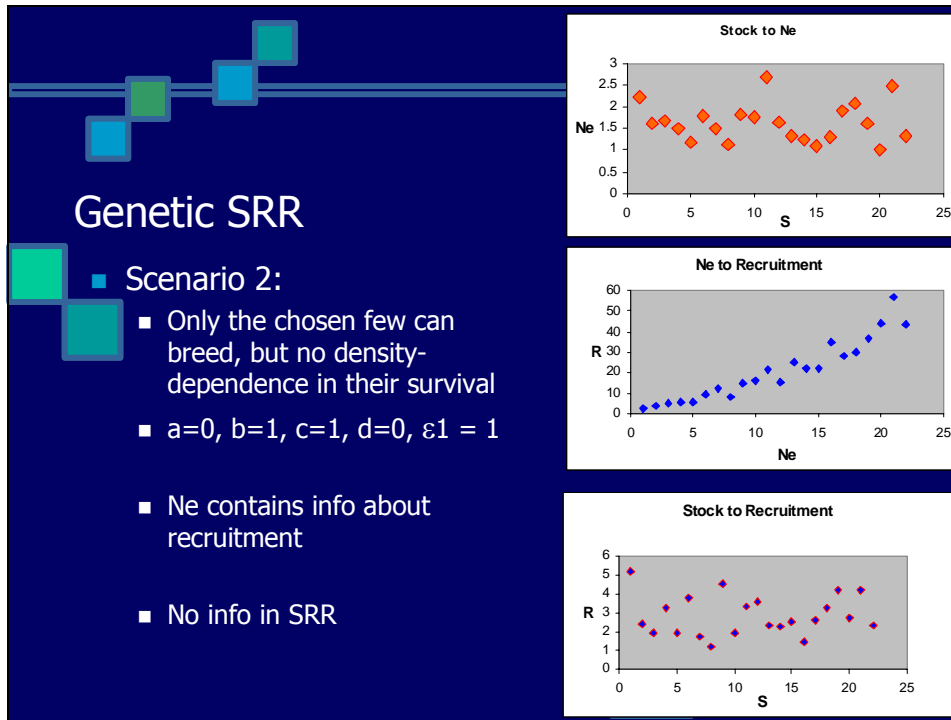 Genetic SRR
Scenario 2:
Only the chosen few can
breed, but no density-
dependence in their survival
a=0, b=1, c=1, d=0, ε1 = 1
Ne contains info about
recruitment
No info in SRR
Stock to Ne
3
2.5
2
Ne 1.5
1
0.5
0
0 5 10 15 20 25
S
Ne to Recruitment
60
50
40
R 30
20
10
0
0 5 10 15 20 25
Ne
Stock to Recruitment
6
5
4
R 3
2
1
0
0 5 10 15 20 25
S